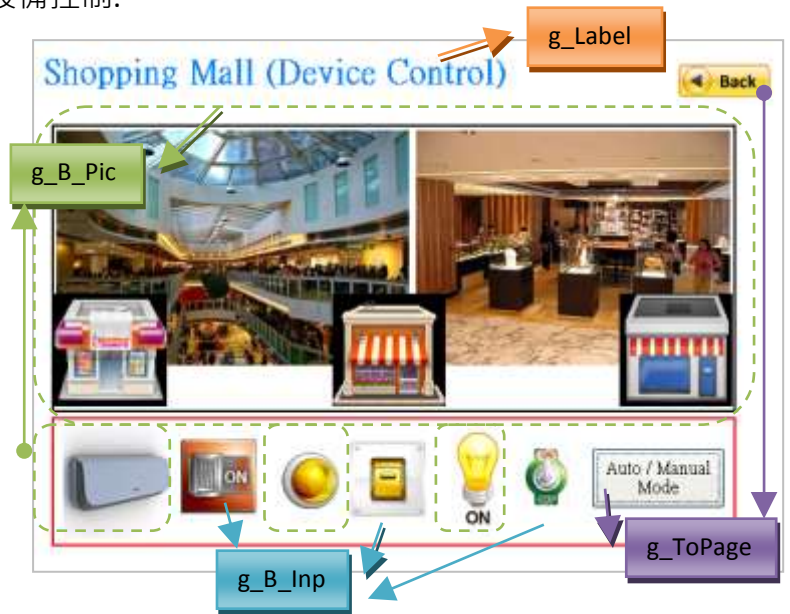 設備控制:
g_Label
Shopping Mall (Device Control)
Back
g_B_Pic
ON
ON
Auto / Manual
Mode
g_B_Inp
g_ToPage